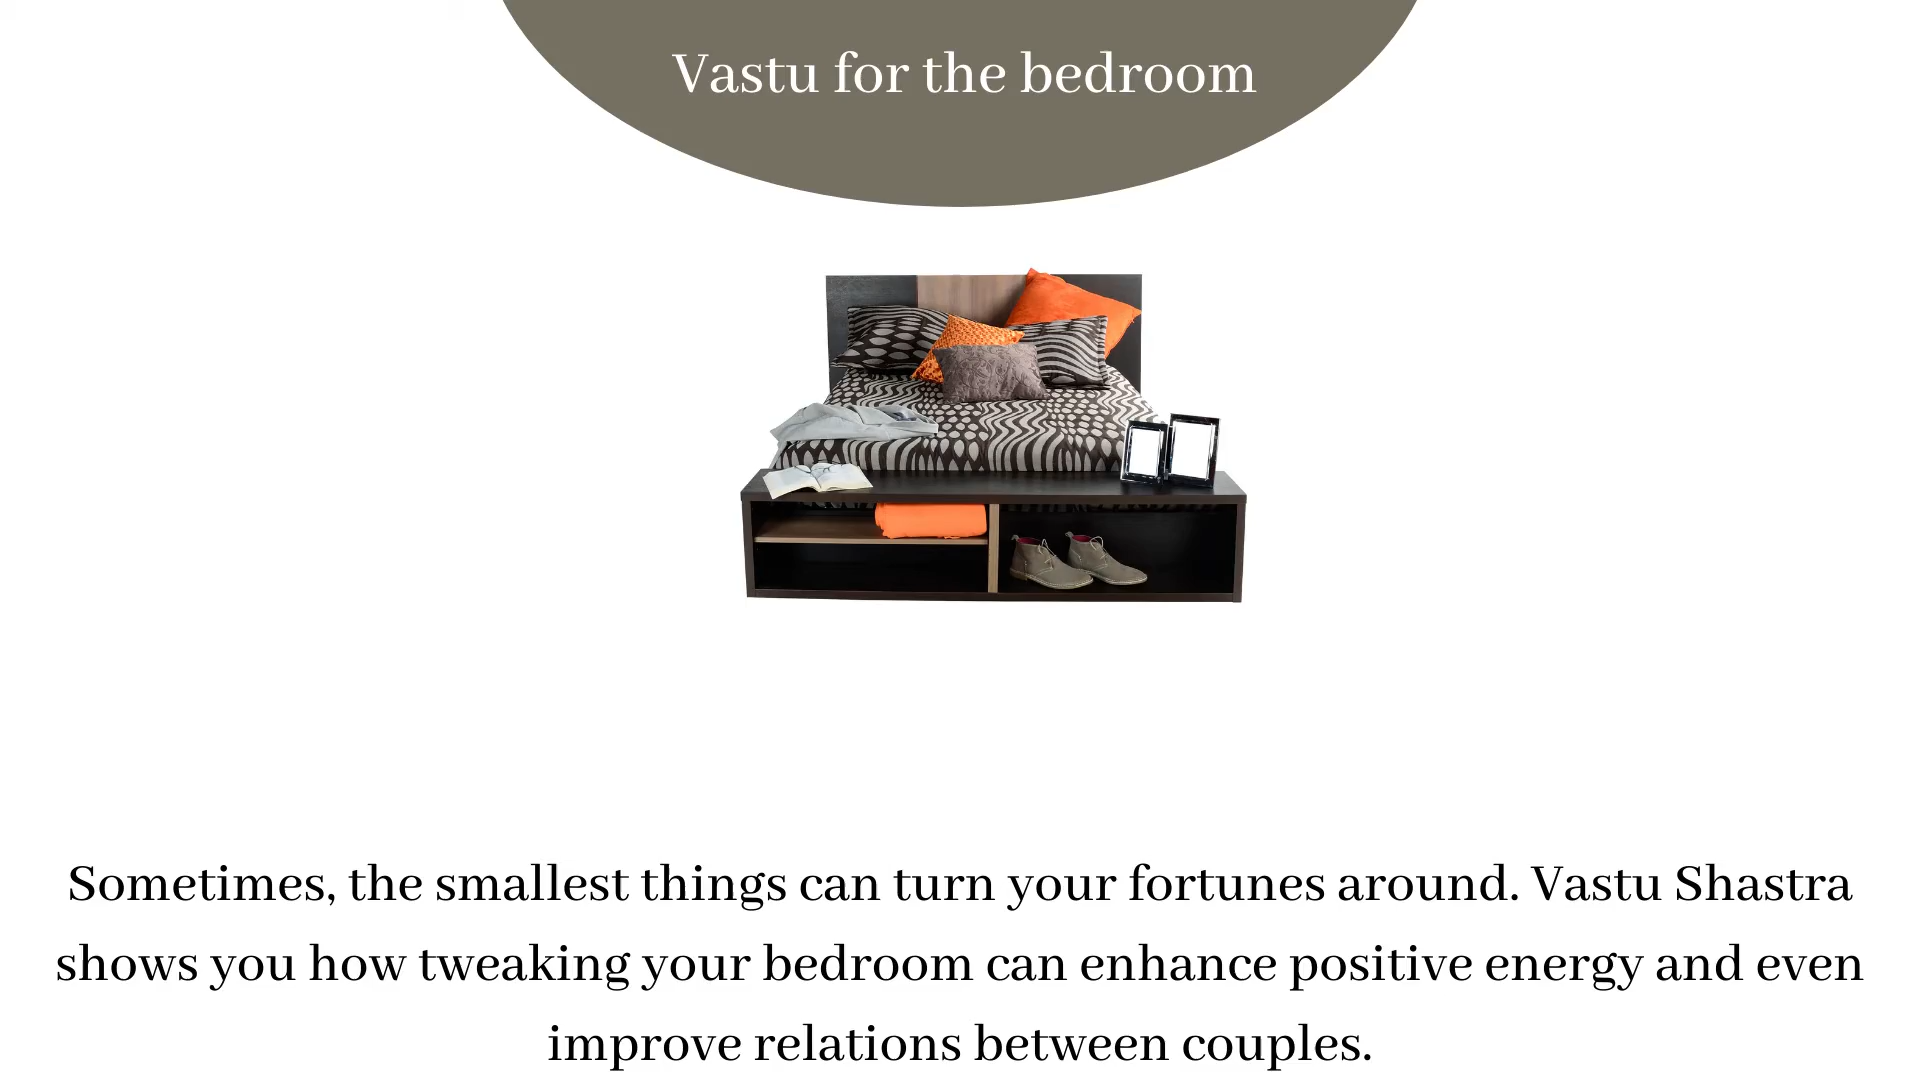 Vastu for the bedroom
Sometimes, the smallest things can turn your fortunes around. Vastu Shastra
shows you how tweaking your bedroom can enhance positive energy and even
improve relations between couples.